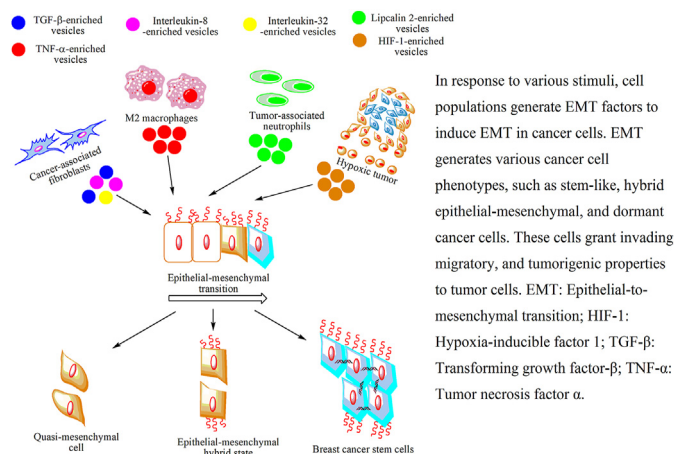 TGF-β-enriched
vesicles
Interleukin-8
-enriched vesicles
Interleukin-32
-enriched vesicles
Lipcalin 2-enriched
vesicles
TNF-α-enriched
vesicles
HIF-1-enriched
vesicles
M2 macrophages
Tumor-associated
neutrophils
Cancer-associated
fibroblasts
Hypoxic tumor
Epithelial-mesenchymal
transition
Quasi-mesenchymal
cell
Epithelial-mesenchymal
hybrid state
Breast cancer stem cells
In response to various stimuli, cell
populations generate EMT factors to
induce EMT in cancer cells. EMT
generates various cancer cell
phenotypes, such as stem-like, hybrid
epithelial-mesenchymal, and dormant
cancer cells. These cells grant invading
migratory, and tumorigenic properties
to tumor cells. EMT: Epithelial-to-
mesenchymal transition; HIF-1:
Hypoxia-inducible factor 1; TGF-β:
Transforming growth factor-β; TNF-α:
Tumor necrosis factor α.